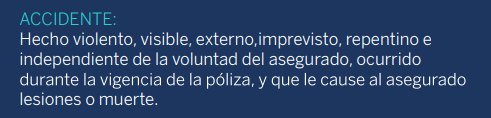 ACCIDENTE:
Hecho violento, visible, externo,imprevisto, repentino e
independiente de la voluntad del asegurado, ocurrido
durante la vigencia de la póliza, y que le cause al asegurado
lesiones o muerte.